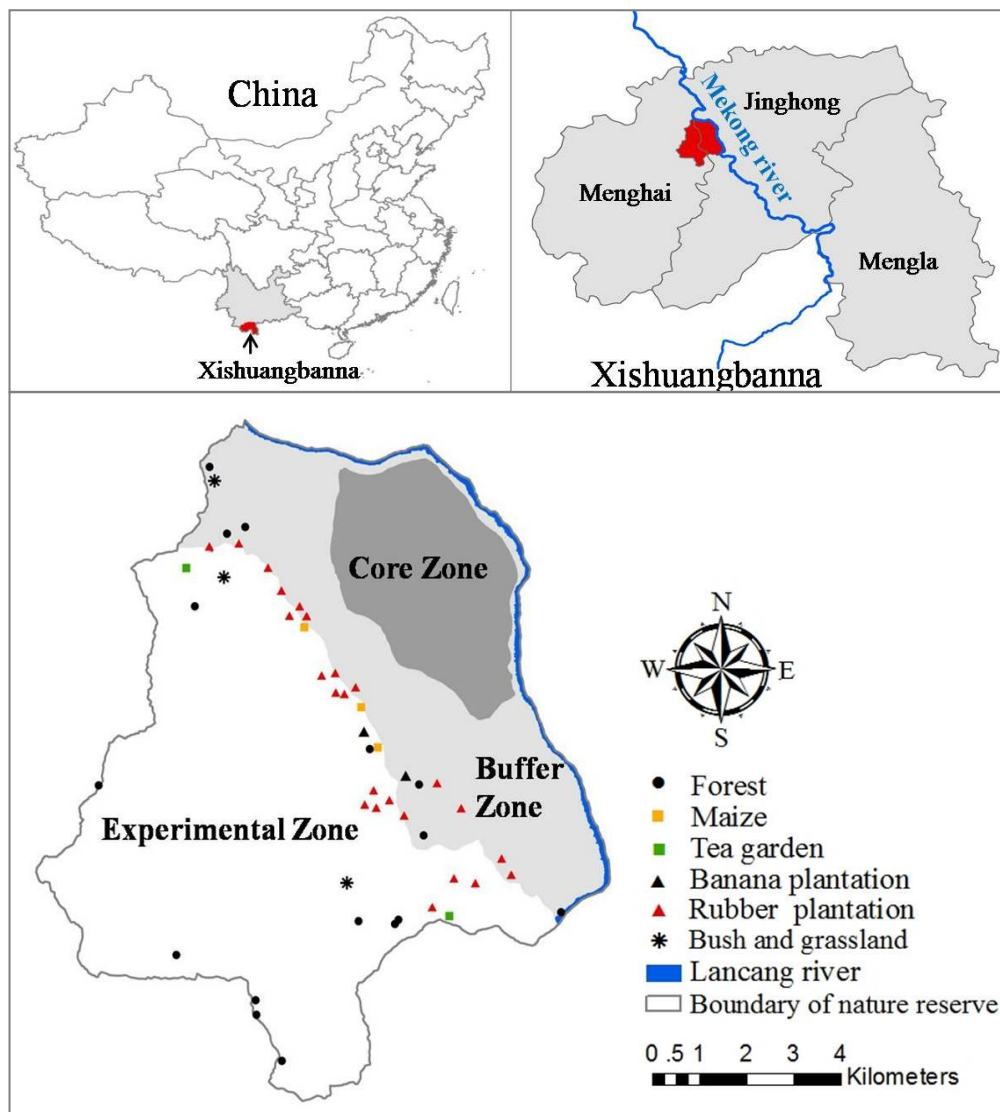 China
Xishuangbanna
Jinghong
Mekong river
Menghai
Mengla
Xishuangbanna
Core Zone
Buffer
Zone
Experimental Zone
N
W
E
S
Forest
Maize
Tea garden
Banana plantation
Rubber plantation
Bush and grassland
Lancang river
Boundary of nature reserve
0 .5 1 2 3 4
Kilometers